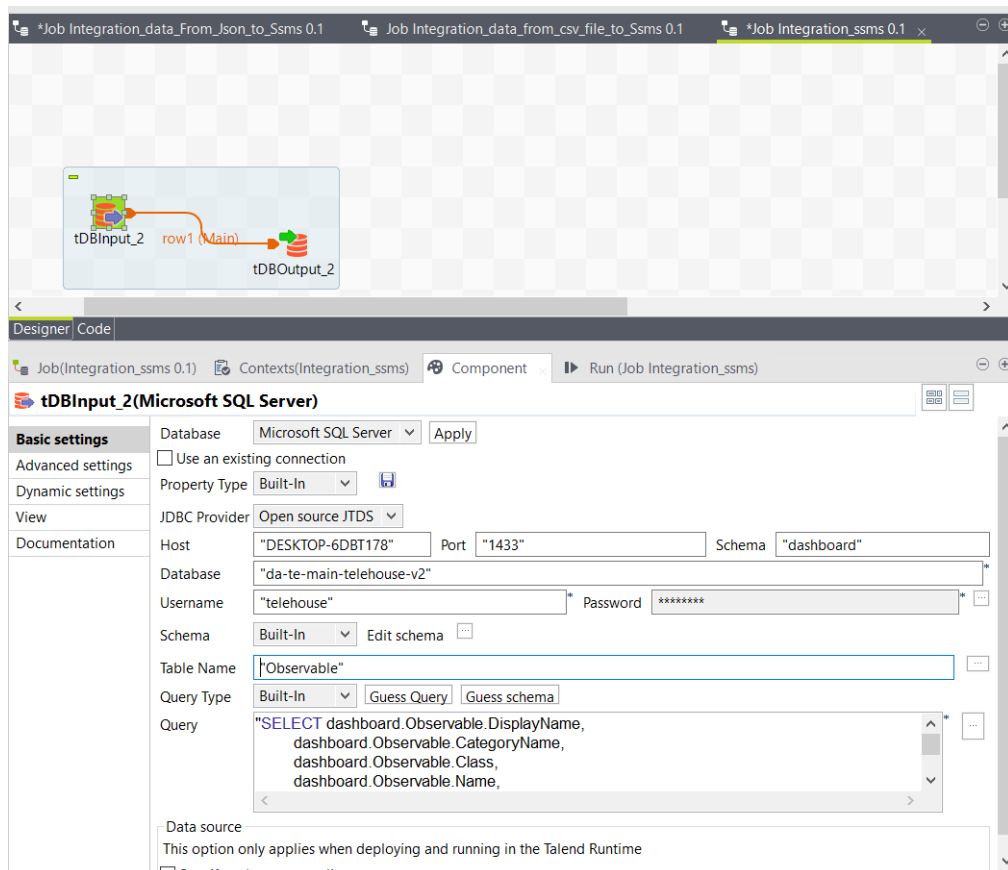 *Job Integration_data_From_Json_to_Ssms 0.1
Job Integration_data_from_csv_file_to_Ssms 0.1
*Job Integration_ssms 0.1
tDBInput_2
row1 (Main)
tDBOutput_2
Designer
Code
Job(Integration_ssms 0.1)
Contexts(Integration_ssms)
Component
Run (Job Integration_ssms)
tDBInput_2(Microsoft SQL Server)
Basic settings
Advanced settings
Dynamic settings
View
Documentation
Database Microsoft SQL Server Apply
Use an existing connection
Property Type Built-In
JDBC Provider Open source JTDS
Host "DESKTOP-6DBT178" Port "1433" Schema "dashboard"
Database "da-te-main-telehouse-v2" *
Username "telehouse" * Password ******** * ...
Schema Built-In Edit schema ...
Table Name "Observable" ...
Query Type Built-In Guess Query Guess schema
Query "SELECT dashboard.Observable.DisplayName, * ...
dashboard.Observable.CategoryName,
dashboard.Observable.Class,
dashboard.Observable.Name,
Data source
This option only applies when deploying and running in the Talend Runtime